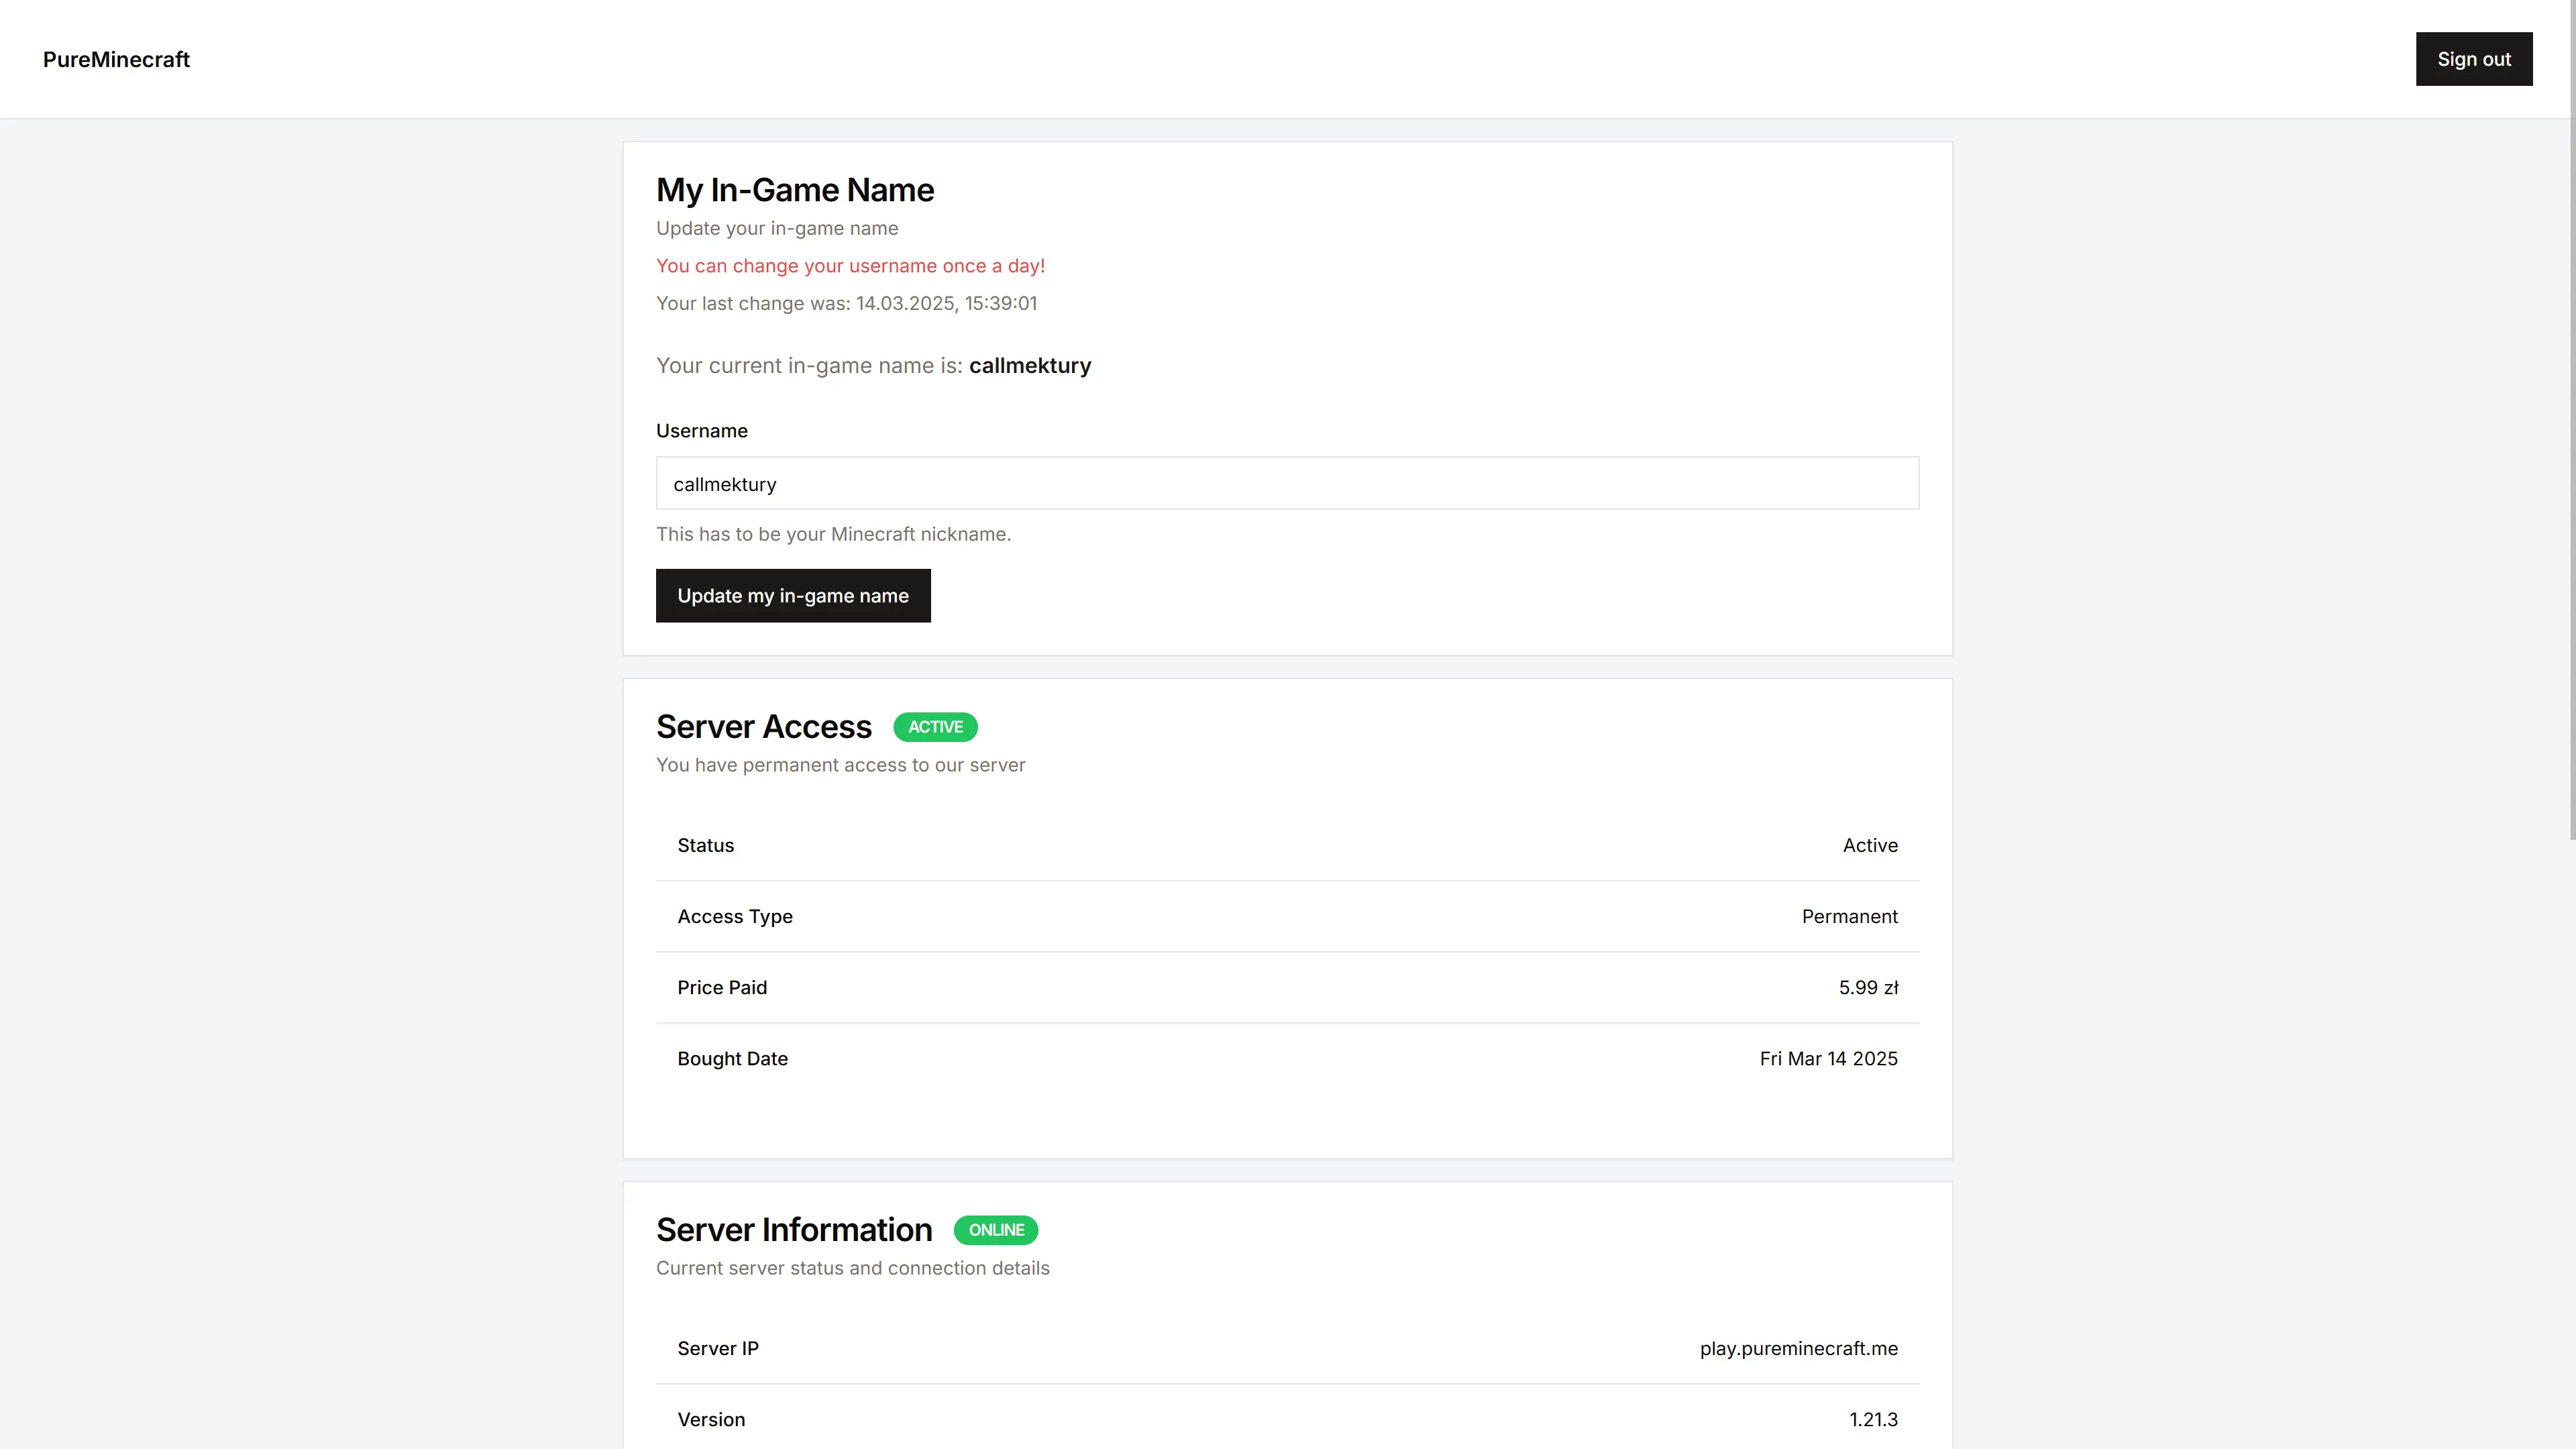 PureMinecraft
Sign out
My In-Game Name
Update your in-game name
You can change your username once a day!
Your last change was: 14.03.2025, 15:39:01
Your current in-game name is: callmektury
Username
callmektury
This has to be your Minecraft nickname.
Update my in-game name
Server Access ACTIVE
You have permanent access to our server
Status Active
Access Type Permanent
Price Paid 5.99 zł
Bought Date Fri Mar 14 2025
Server Information ONLINE
Current server status and connection details
Server IP play.pureminecraft.me
Version 1.21.3